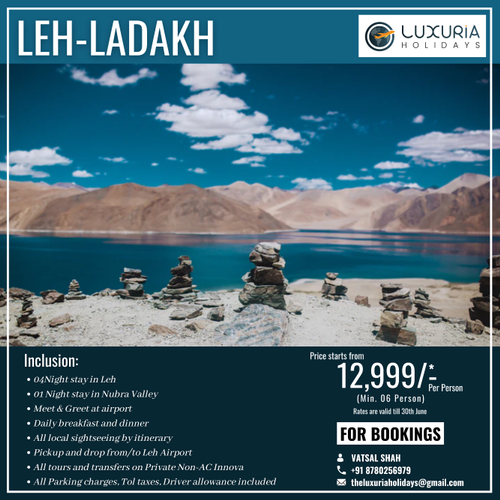 LEH-LADAKH
LUXURIA
HOLIDAYS
Inclusion:
• 04Night stay in Leh
• 01 Night stay in Nubra Valley
• Meet & Greet at airport
• Daily breakfast and dinner
• All local sightseeing by itinerary
• Pickup and drop from/to Leh Airport
• All tours and transfers on Private Non-AC Innova
• All Parking charges, Tol taxes, Driver allowance included
Price starts from
12,999/-*
Per Person
(Min. 06 Person)
Rates are valid till 30th June
FOR BOOKINGS
VATSAL SHAH
+91 8780256979
theluxuriaholidays@gmail.com